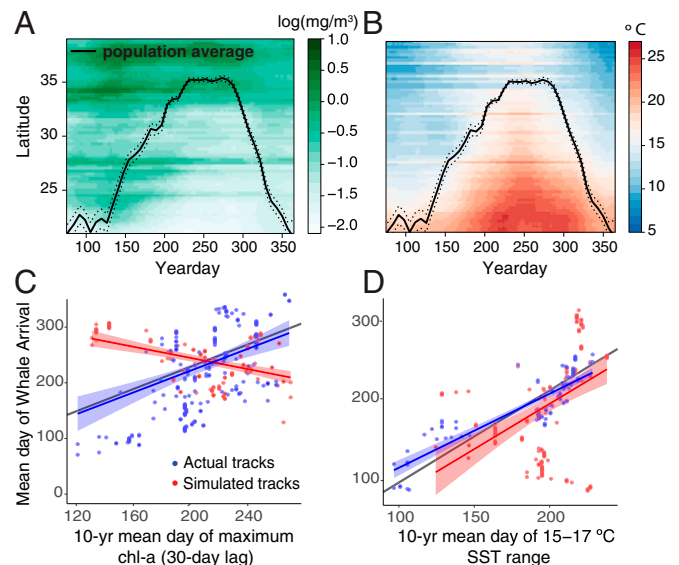 A
log(mg/m³)
B
° C
population average
Latitude
35
30
25
1.0
0.5
0.0
−0.5
−1.0
−1.5
−2.0
25
20
15
10
5
100 150 200 250 300 350
Yearday
100 150 200 250 300 350
Yearday
C
Mean day of Whale Arrival
300
200
100
0
Actual tracks
Simulated tracks
120 160 200 240
10-yr mean day of maximum
chl-a (30-day lag)
D
300
200
100
100 150 200
10-yr mean day of 15−17 ºC
SST range